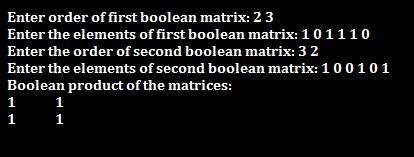 Enter order of first boolean matrix: 2 3
Enter the elements of first boolean matrix: 1 0 1 1 1 0
Enter the order of second boolean matrix: 3 2
Enter the elements of second boolean matrix: 1 0 0 1 0 1
Boolean product of the matrices:
1 1
1 1